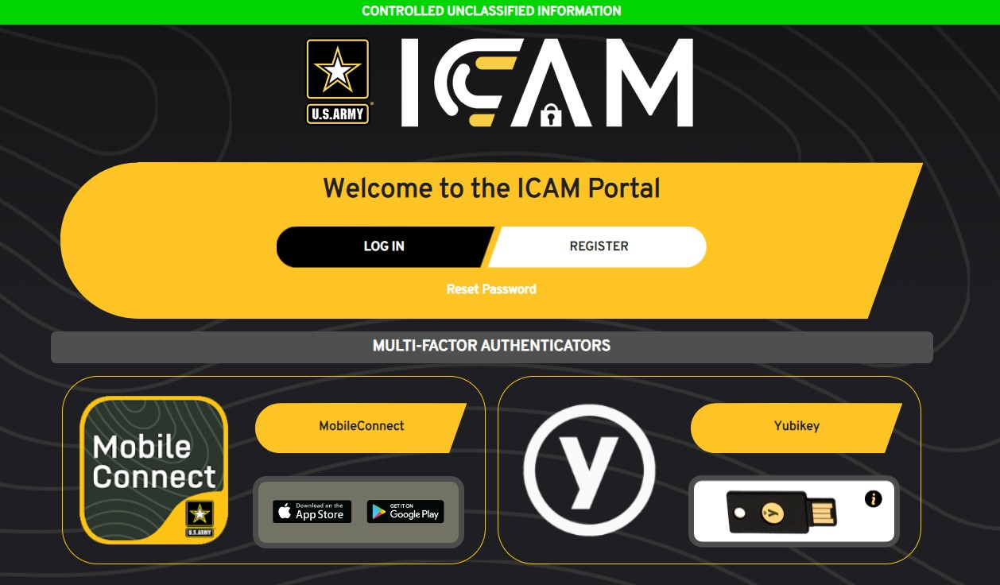 CONTROLLED UNCLASSIFIED INFORMATION
U.S.ARMY
ICAM
Welcome to the ICAM Portal
LOG IN
REGISTER
Reset Password
MULTI-FACTOR AUTHENTICATORS
Mobile
Connect
U.S.ARMY
MobileConnect
Download on the
App Store
GET IT ON
Google Play
y
Yubikey
y
i